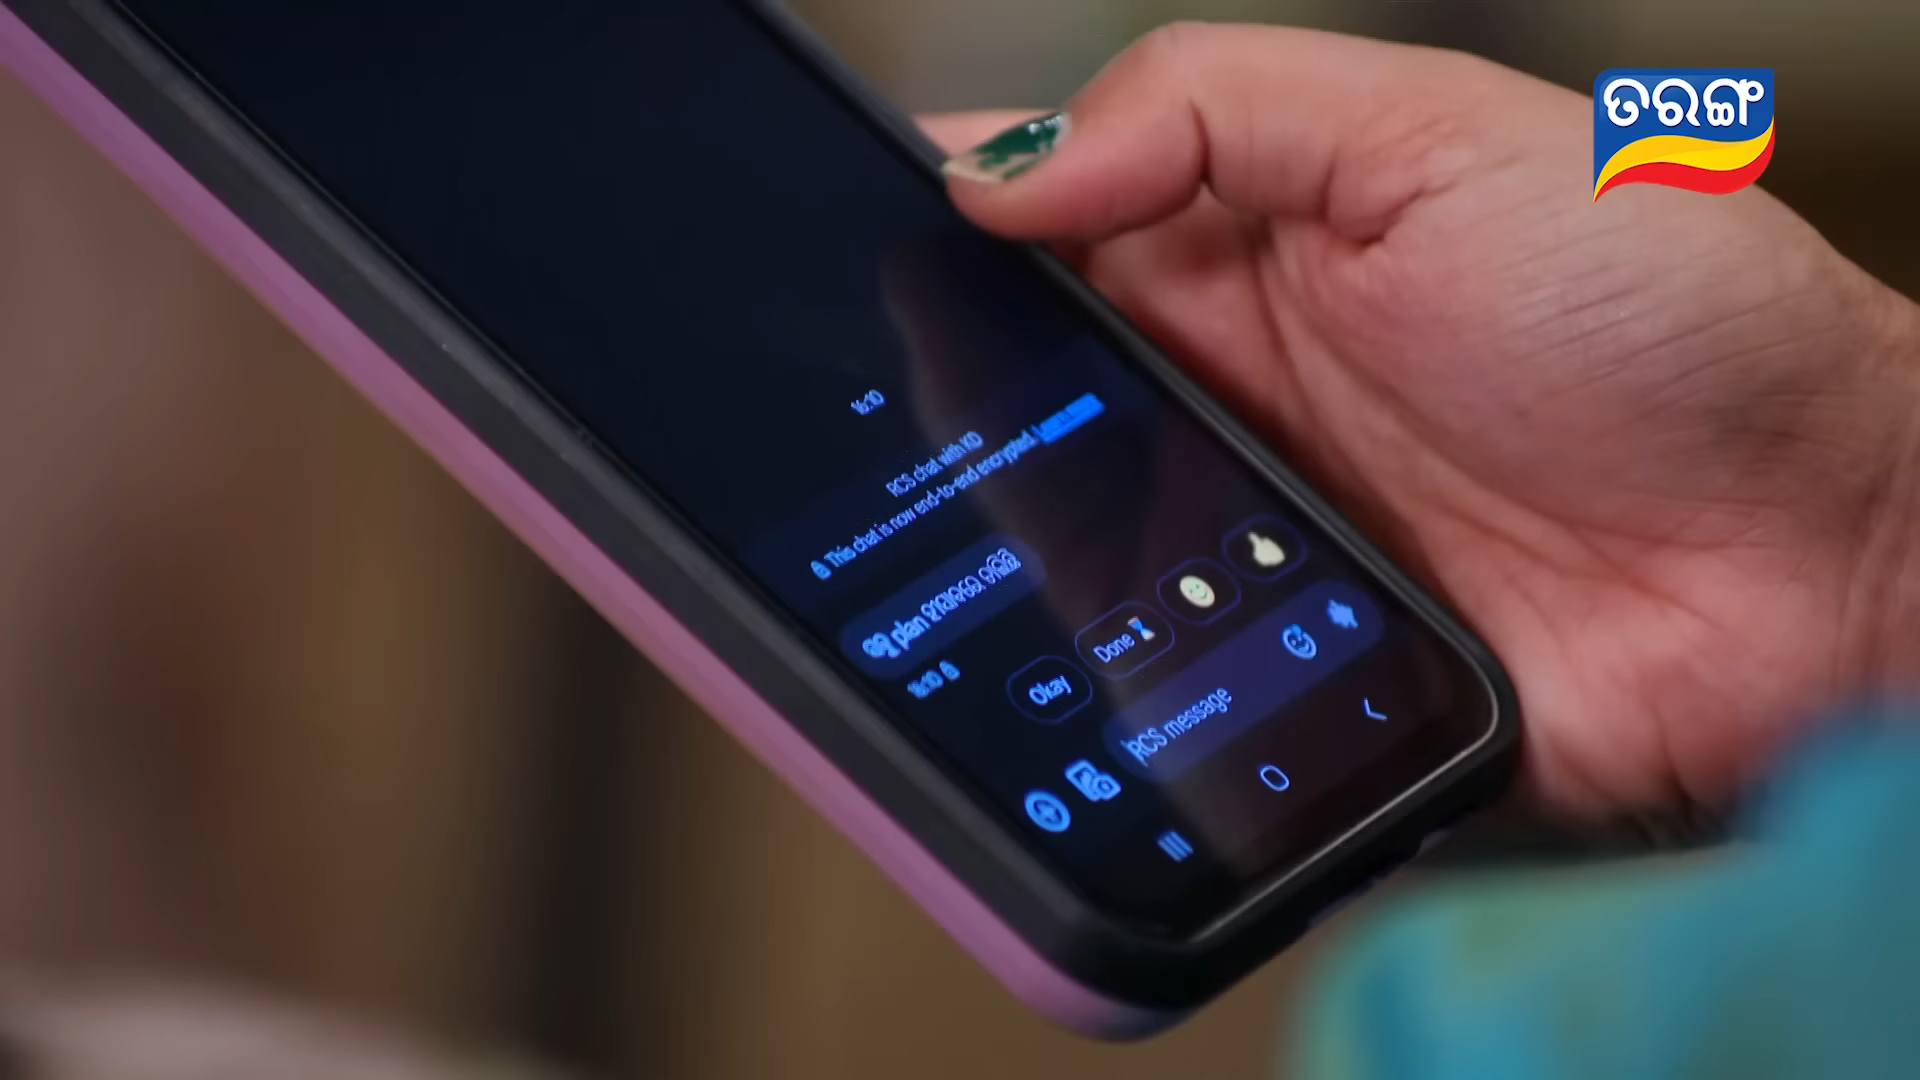 ତରଙ୍ଗ
16:10
RCS chat with KD
This chat is now end-to-end encrypted.
plan
16:10
Okay
Done
RCS message